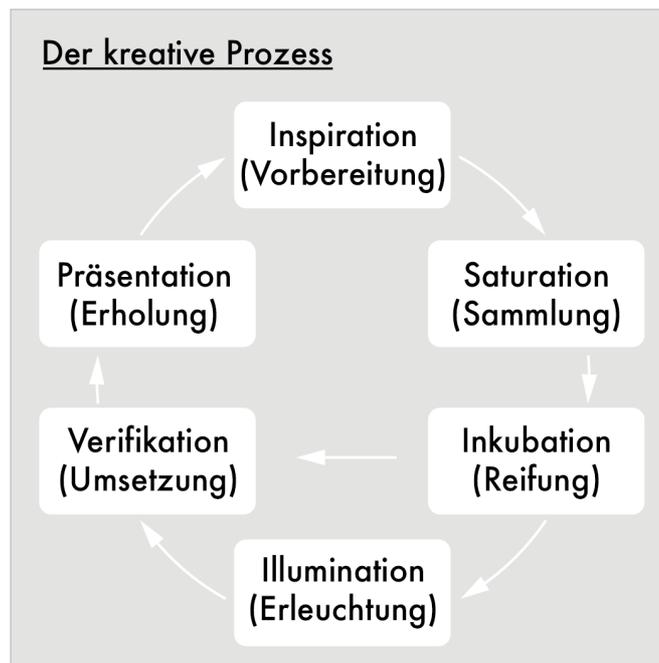 Der kreative Prozess
Inspiration
(Vorbereitung)
Saturation
(Sammlung)
Inkubation
(Reifung)
Illumination
(Erleuchtung)
Verifikation
(Umsetzung)
Präsentation
(Erholung)